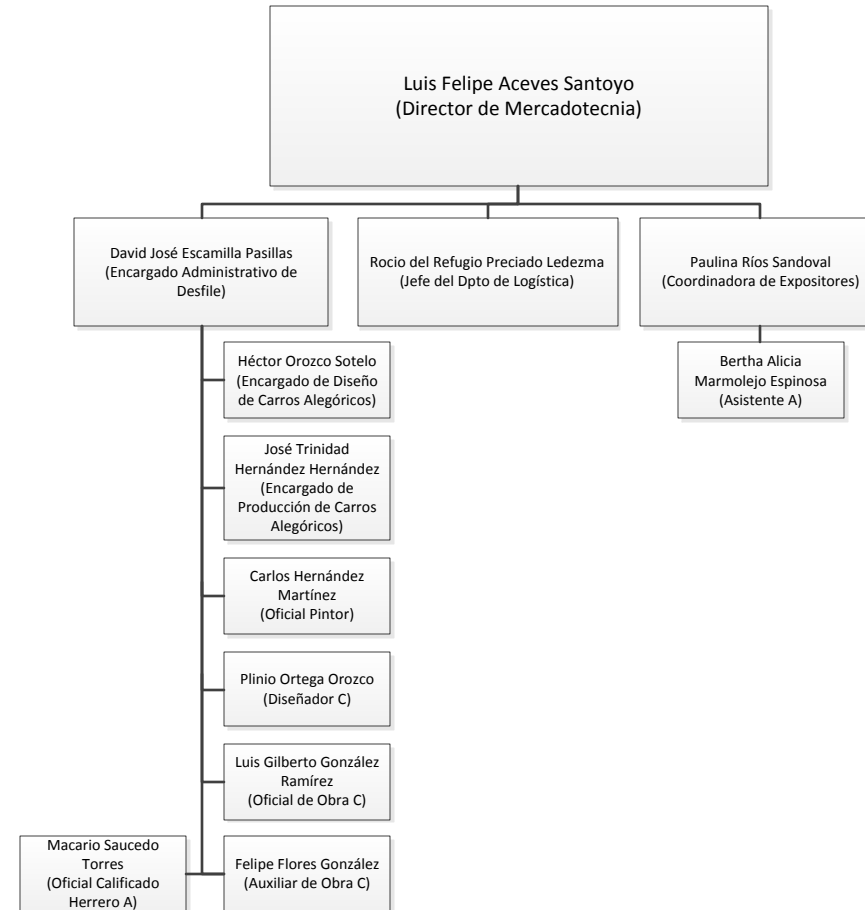 Luis Felipe Aceves Santoyo
(Director de Mercadotecnia)
David José Escamilla Pasillas
(Encargado Administrativo de
Desfile)
Rocio del Refugio Preciado Ledezma
(Jefe del Dpto de Logística)
Paulina Ríos Sandoval
(Coordinadora de Expositores)
Héctor Orozco Sotelo
(Encargado de Diseño
de Carros Alegóricos)
Bertha Alicia
Marmolejo Espinosa
(Asistente A)
José Trinidad
Hernández Hernández
(Encargado de
Producción de Carros
Alegóricos)
Carlos Hernández
Martínez
(Oficial Pintor)
Plinio Ortega Orozco
(Diseñador C)
Luis Gilberto González
Ramírez
(Oficial de Obra C)
Macario Saucedo
Torres
(Oficial Calificado
Herrero A)
Felipe Flores González
(Auxiliar de Obra C)